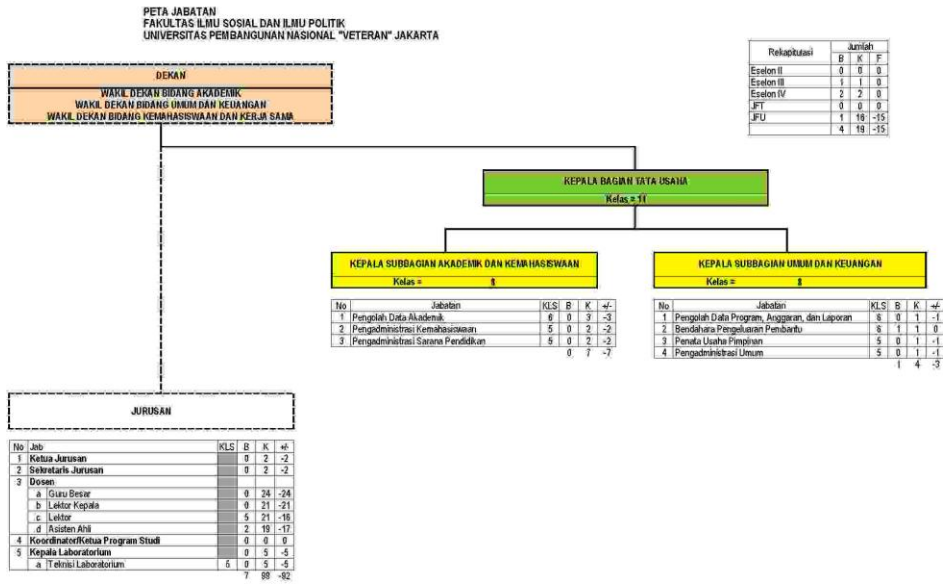 PETA JABATAN
FAKULTAS ILMU SOSIAL DAN ILMU POLITIK
UNIVERSITAS PEMBANGUNAN NASIONAL "VETERAN" JAKARTA
Rekapitulasi Jumlah
B K F
Eselon II 0 0 0
Eselon III 1 1 0
Eselon IV 2 2 0
JFT 0 0 0
JFU 1 16 -15
4 19 -15
DEKAN
WAKIL DEKAN BIDANG AKADEMIK
WAKIL DEKAN BIDANG UMUM DAN KEUANGAN
WAKIL DEKAN BIDANG KEMAHASISWAAN DAN KERJA SAMA
KEPALA BAGIAN TATA USAHA
Kelas = 11
KEPALA SUBBAGIAN AKADEMIK DAN KEMAHASISWAAN
Kelas = 8
No Jabatan KLS B K +/-
1 Pengolah Data Akademik 6 0 3 -3
2 Pengadministrasi Kemahasiswaan 5 0 2 -2
3 Pengadministrasi Sarana Pendidikan 5 0 2 -2
0 7 -7
KEPALA SUBBAGIAN UMUM DAN KEUANGAN
Kelas = 8
No Jabatan KLS B K +/-
1 Pengolah Data Program, Anggaran, dan Laporan 6 0 1 -1
2 Bendahara Pengeluaran Pembantu 6 1 1 0
3 Penata Usaha Pimpinan 5 0 1 -1
4 Pengadministrasi Umum 5 0 1 -1
1 4 -3
JURUSAN
No Jab KLS B K +/-
1 Ketua Jurusan 0 2 -2
2 Sekretaris Jurusan 0 2 -2
3 Dosen
a Guru Besar 0 24 -24
b Lektor Kepala 0 21 -21
c Lektor 5 21 -16
d Asisten Ahli 2 19 -17
4 Koordinator/Ketua Program Studi 0 0 0
5 Kepala Laboratorium 0 5 -5
a Teknisi Laboratorium 6 0 5 -5
7 99 -92